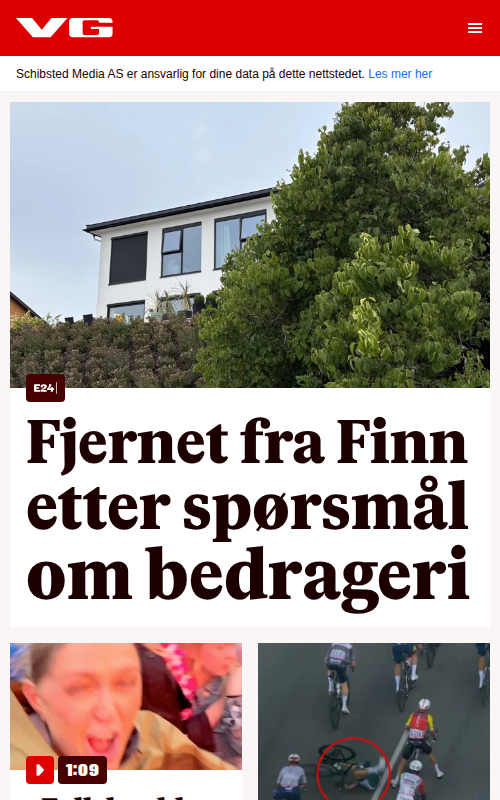 VG
Schibsted Media AS er ansvarlig for dine data på dette nettstedet. Les mer her
E24
Fjernet fra Finn
etter spørsmål
om bedrageri
1:09